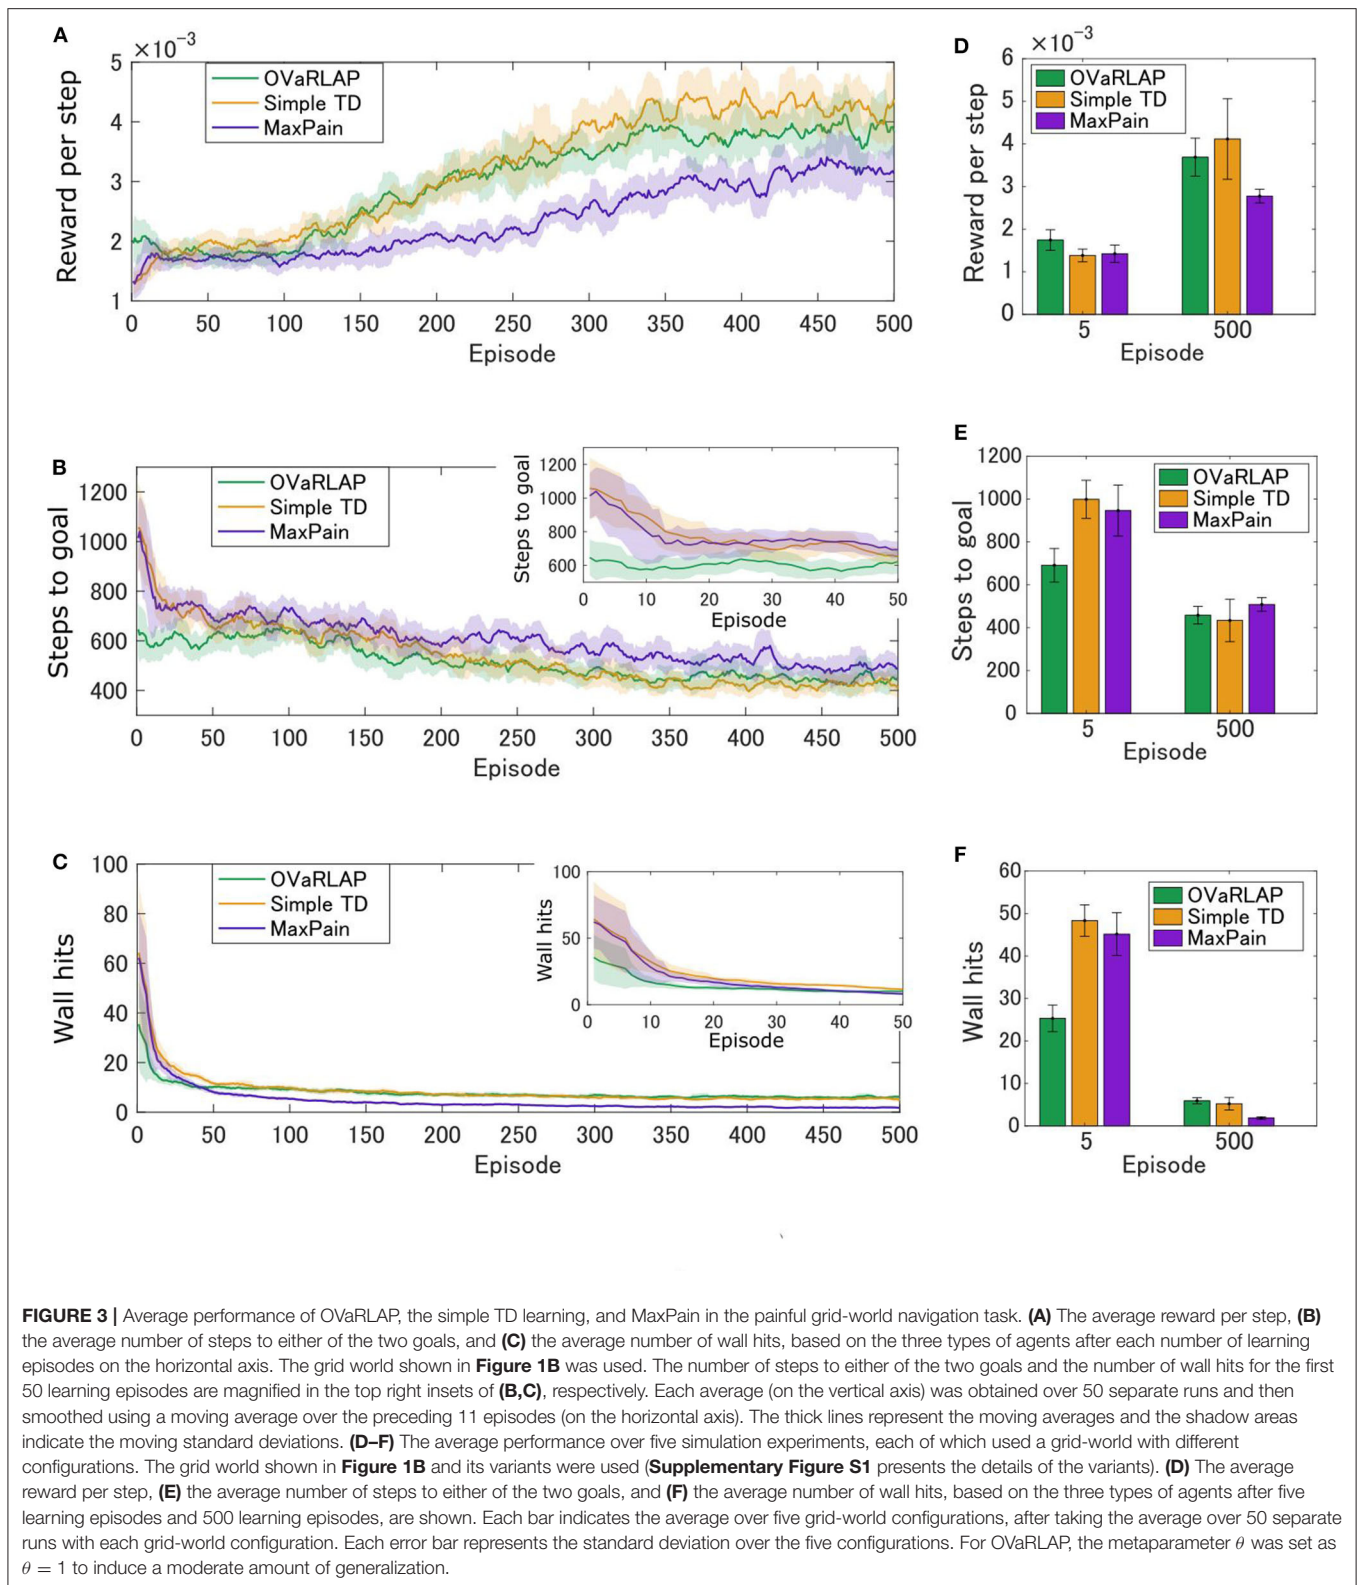 A
×10⁻³
5
4
3
2
1
Reward per step
OVaRLAP
Simple TD
MaxPain
0 50 100 150 200 250 300 350 400 450 500
Episode
D
×10⁻³
6
5
4
3
2
1
0
Reward per step
OVaRLAP
Simple TD
MaxPain
5 500
Episode
B
1200
1000
800
600
400
Steps to goal
OVaRLAP
Simple TD
MaxPain
0 50 100 150 200 250 300 350 400 450 500
Episode
1200
1000
800
600
Steps to goal
0 10 20 30 40 50
Episode
E
1200
1000
800
600
400
200
0
Steps to goal
OVaRLAP
Simple TD
MaxPain
5 500
Episode
C
100
80
60
40
20
0
Wall hits
OVaRLAP
Simple TD
MaxPain
0 50 100 150 200 250 300 350 400 450 500
Episode
100
50
0
Wall hits
0 10 20 30 40 50
Episode
F
60
50
40
30
20
10
0
Wall hits
OVaRLAP
Simple TD
MaxPain
5 500
Episode
FIGURE 3 | Average performance of OVaRLAP, the simple TD learning, and MaxPain in the painful grid-world navigation task. (A) The average reward per step, (B)
the average number of steps to either of the two goals, and (C) the average number of wall hits, based on the three types of agents after each number of learning
episodes on the horizontal axis. The grid world shown in Figure 1B was used. The number of steps to either of the two goals and the number of wall hits for the first
50 learning episodes are magnified in the top right insets of (B,C), respectively. Each average (on the vertical axis) was obtained over 50 separate runs and then
smoothed using a moving average over the preceding 11 episodes (on the horizontal axis). The thick lines represent the moving averages and the shadow areas
indicate the moving standard deviations. (D–F) The average performance over five simulation experiments, each of which used a grid-world with different
configurations. The grid world shown in Figure 1B and its variants were used (Supplementary Figure S1 presents the details of the variants). (D) The average
reward per step, (E) the average number of steps to either of the two goals, and (F) the average number of wall hits, based on the three types of agents after five
learning episodes and 500 learning episodes, are shown. Each bar indicates the average over five grid-world configurations, after taking the average over 50 separate
runs with each grid-world configuration. Each error bar represents the standard deviation over the five configurations. For OVaRLAP, the metaparameter θ was set as
θ = 1 to induce a moderate amount of generalization.